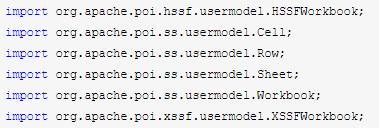 import org.apache.poi.hssf.usermodel.HSSFWorkbook;
import org.apache.poi.ss.usermodel.Cell;
import org.apache.poi.ss.usermodel.Row;
import org.apache.poi.ss.usermodel.Sheet;
import org.apache.poi.ss.usermodel.Workbook;
import org.apache.poi.xssf.usermodel.XSSFWorkbook;